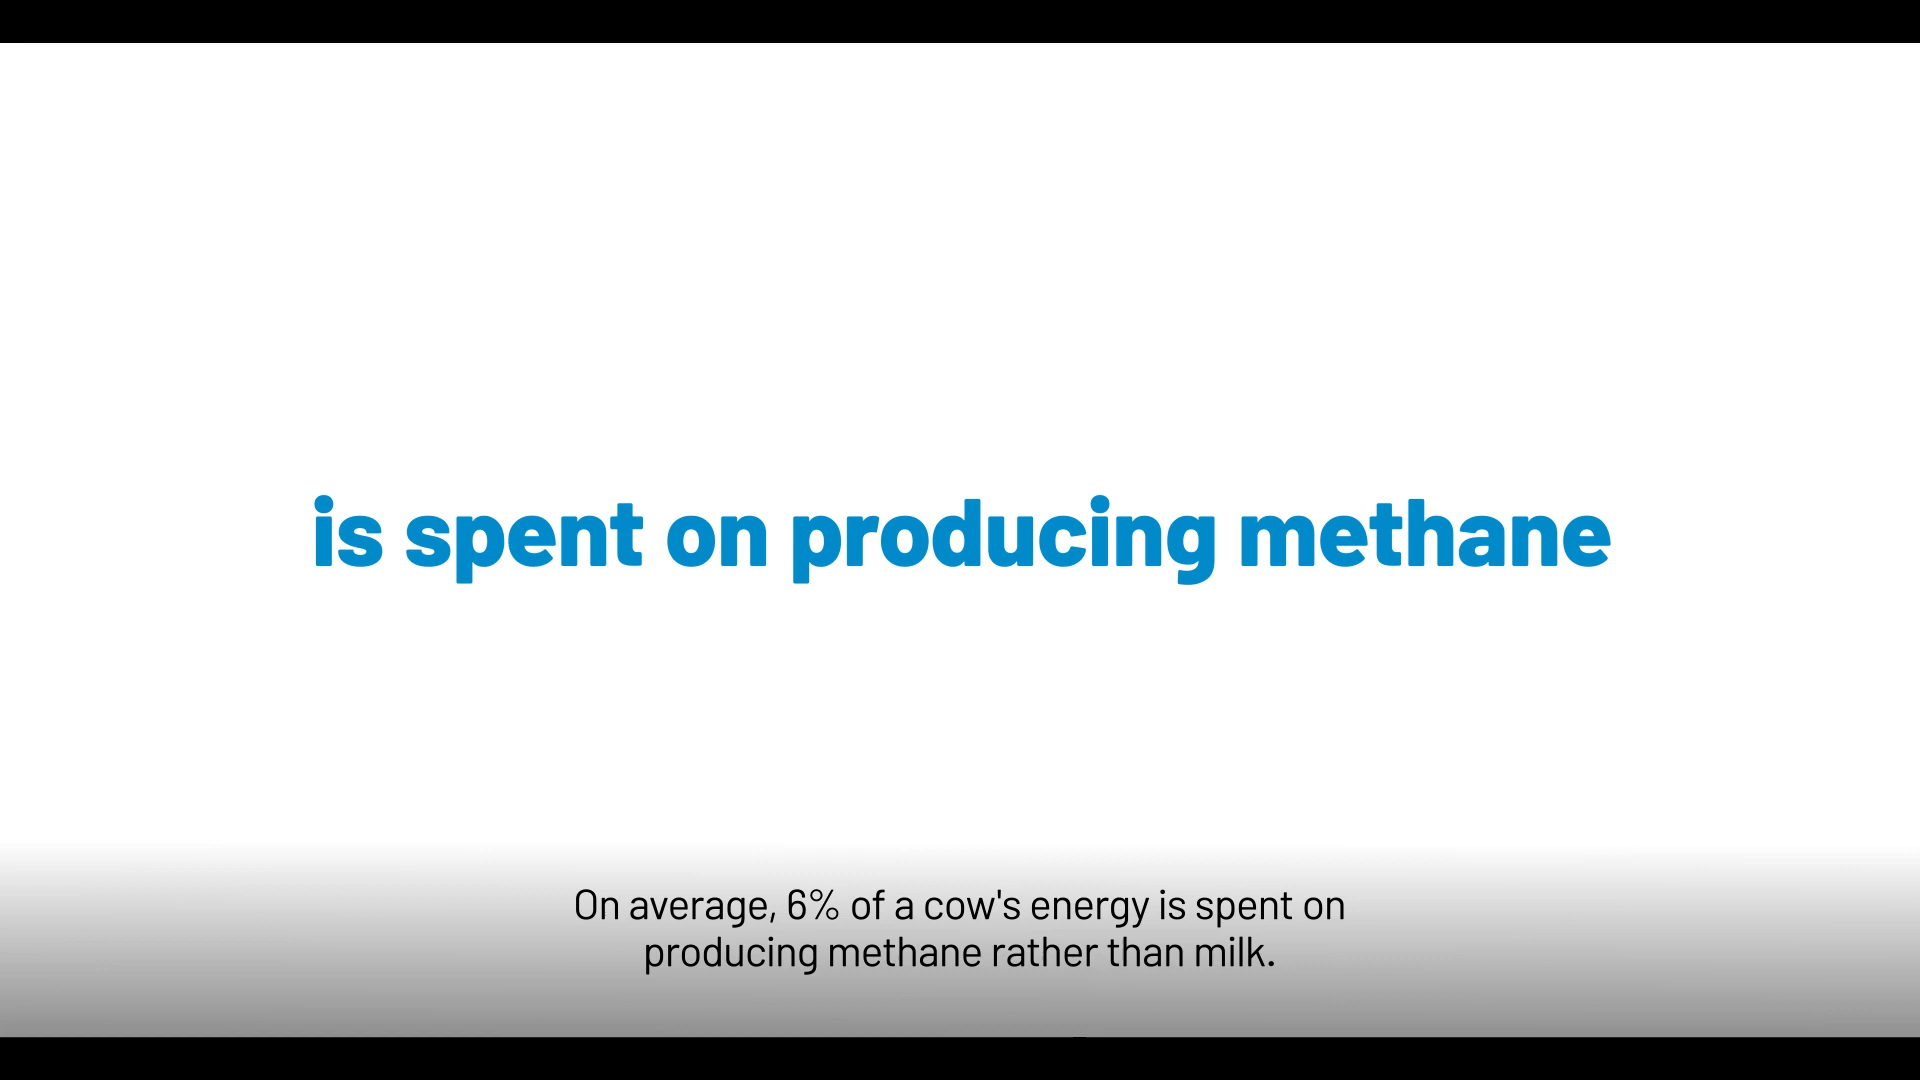 is spent on producing methane
On average, 6% of a cow's energy is spent on
producing methane rather than milk.